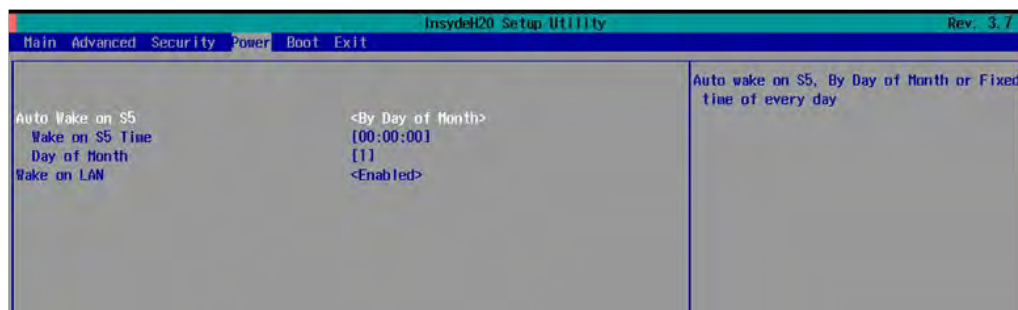 InsydeH20 Setup Utility Rev. 3.7
Main Advanced Security Power Boot Exit
Auto wake on S5, By Day of Month or Fixed
time of every day
Auto Wake on S5 <By Day of Month>
Wake on S5 Time [00:00:00]
Day of Month [1]
Wake on LAN <Enabled>